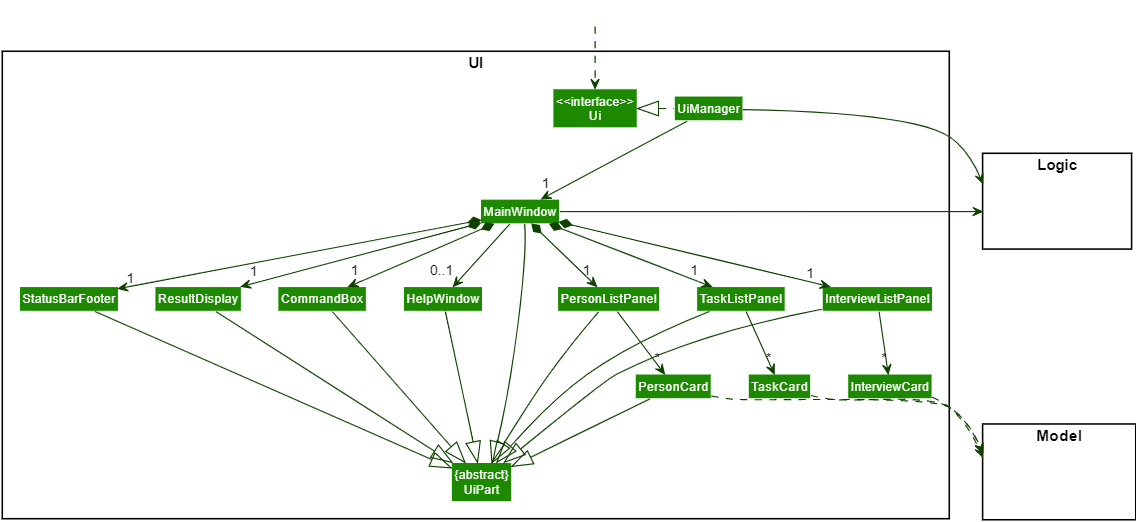 UI
<<interface>>
Ui
UiManager
Logic
1
MainWindow
1
1
1
0..1
1
1
1
StatusBarFooter
ResultDisplay
CommandBox
HelpWindow
PersonListPanel
TaskListPanel
InterviewListPanel
*
*
*
PersonCard
TaskCard
InterviewCard
Model
{abstract}
UiPart